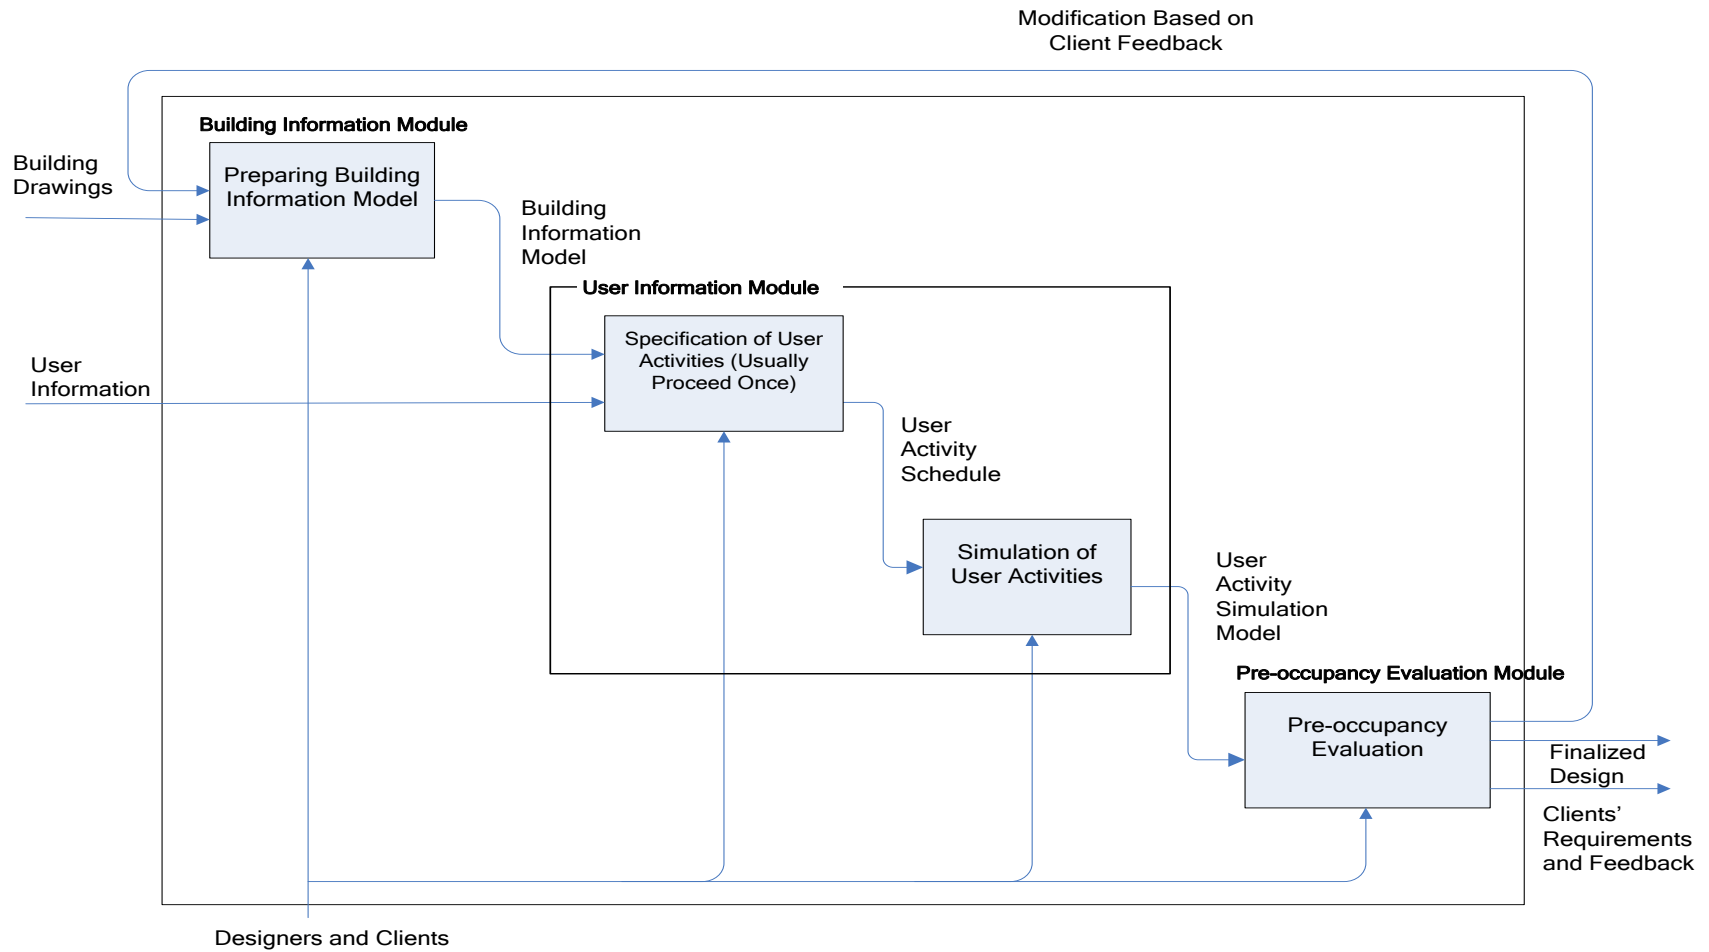 Modification Based on
Client Feedback
Building Information Module
Building
Drawings
Preparing Building
Information Model
Building
Information
Model
User Information Module
User
Information
Specification of User
Activities (Usually
Proceed Once)
User
Activity
Schedule
Simulation of
User Activities
User
Activity
Simulation
Model
Pre-occupancy Evaluation Module
Pre-occupancy
Evaluation
Finalized
Design
Clients’
Requirements
and Feedback
Designers and Clients